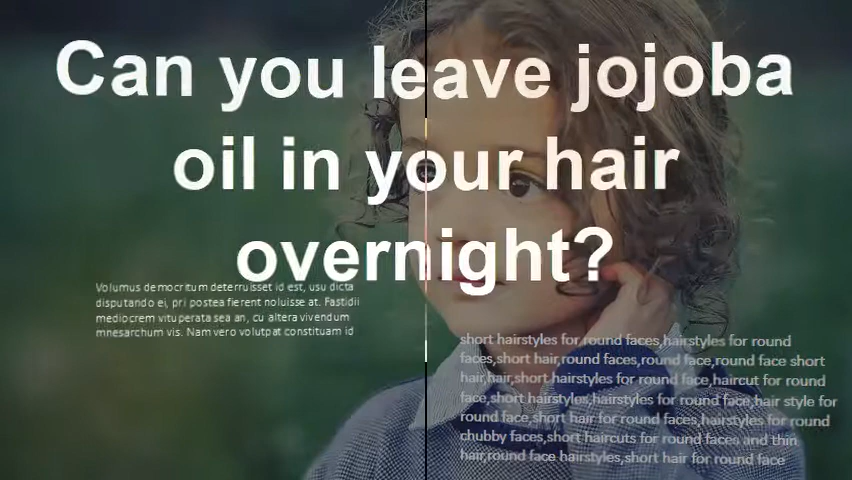 Can you leave jojoba
oil in your hair
overnight?
Volumus democritum deterruisset id est, usu dicta
disputando ei, pri postea fierent noluisse at. Fastidii
mediocrem vituperata sea an, cu altera vivendum
mnesarchum vis. Nam vero volutpat constituam id
short hairstyles for round faces,hairstyles for round
faces,short hair,round faces,round face,round face short
hair,hair,short hairstyles for round face,haircut for round
face,short hairstyles,hairstyles for round face,hair style for
round face,short hair for round faces,hairstyles for round
chubby faces,short haircuts for round faces and thin
hair,round face hairstyles,short hair for round face